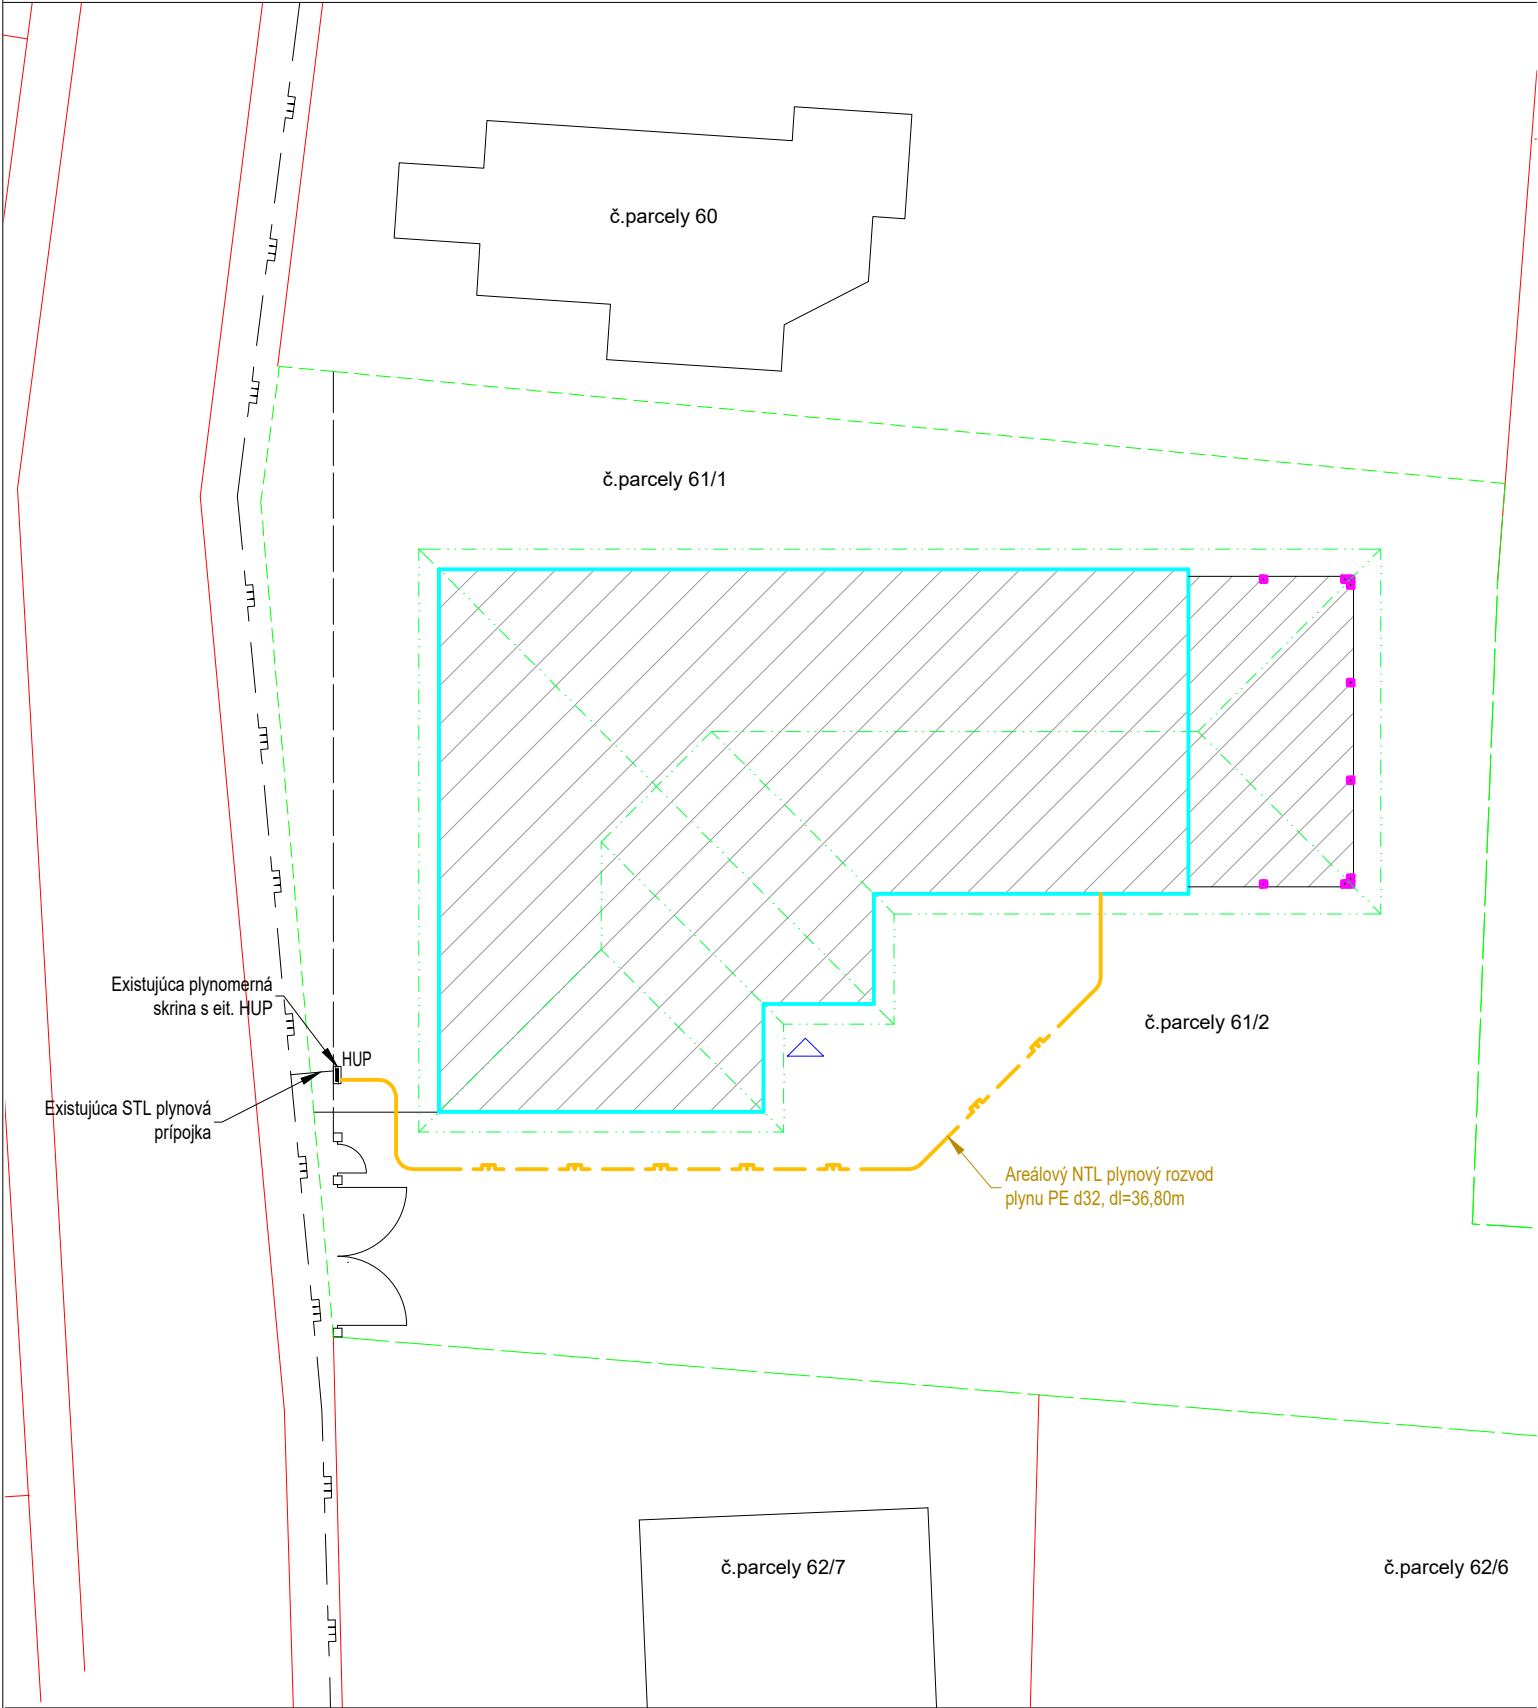 č.parcely 60
č.parcely 61/1
Existujúca plynomerná
skrina s eit. HUP
HUP
č.parcely 61/2
Existujúca STL plynová
prípojka
Areálový NTL plynový rozvod
plynu PE d32, dl=36,80m
č.parcely 62/7
č.parcely 62/6